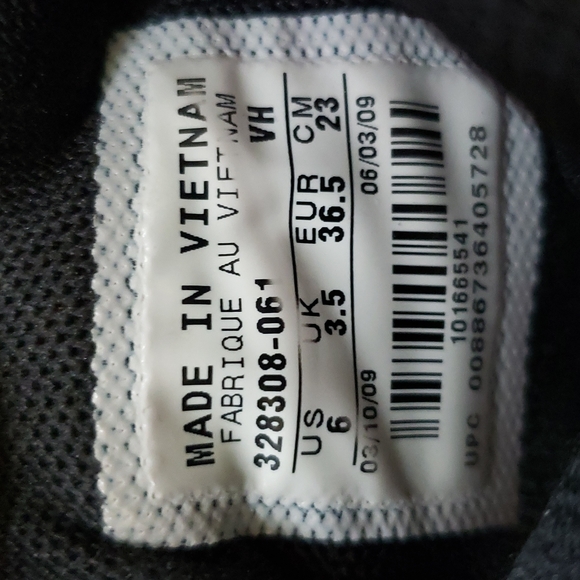 MADE IN VIETNAM
FABRIQUE AU VIETNAM
328308-061 VH
US UK EUR CM
6 3.5 36.5 23
03/10/09 06/03/09
101665541
UPC 00886736405728